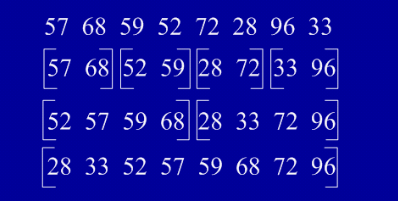 57 68 59 52 72 28 96 33
[57 68] [52 59] [28 72] [33 96]
[52 57 59 68] [28 33 72 96]
[28 33 52 57 59 68 72 96]